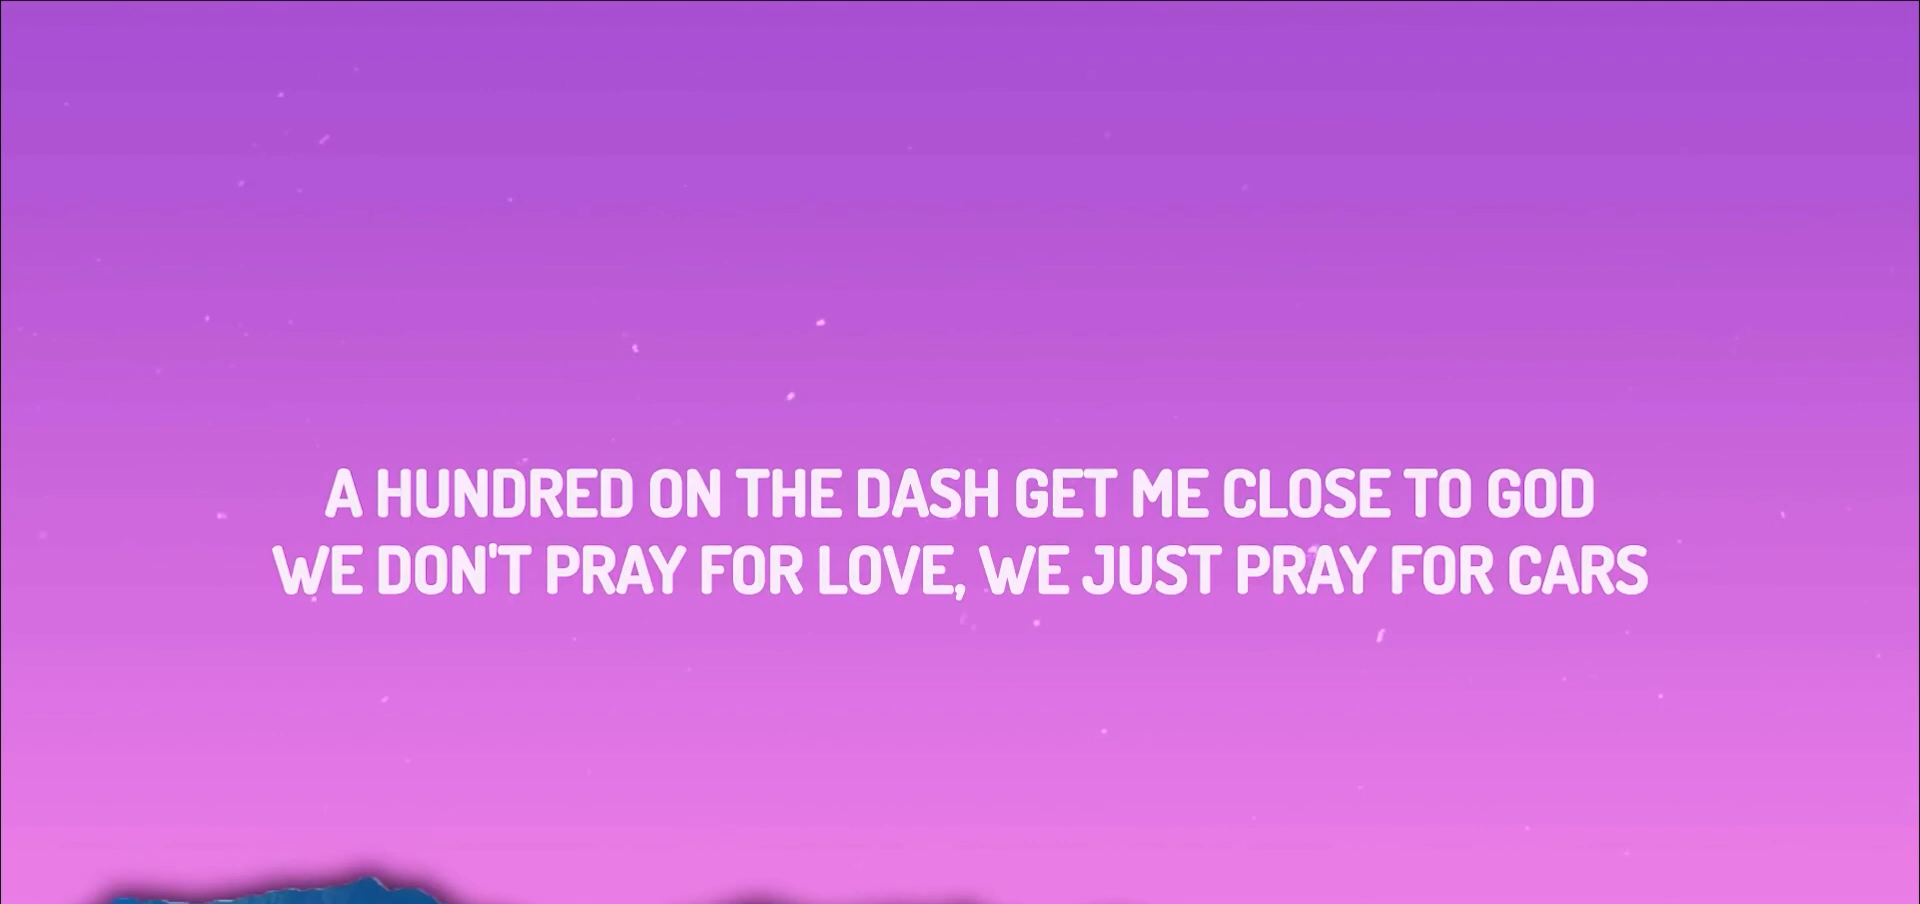 A HUNDRED ON THE DASH GET ME CLOSE TO GOD
WE DON'T PRAY FOR LOVE, WE JUST PRAY FOR CARS